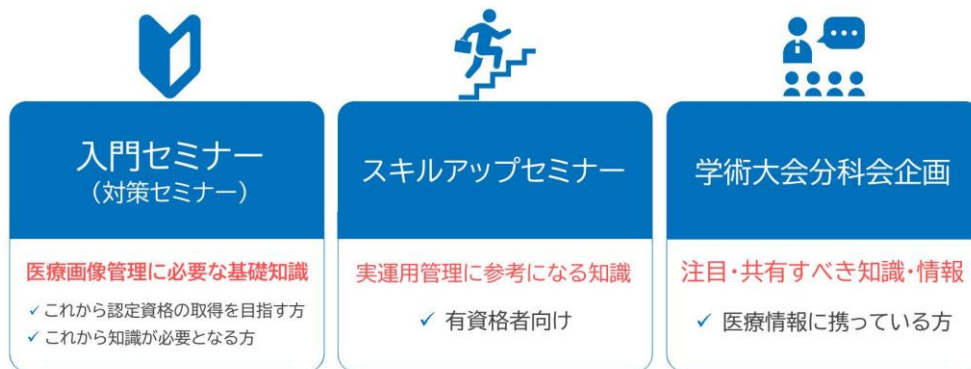 入門セミナー
(対策セミナー)
医療画像管理に必要な基礎知識
✓ これから認定資格の取得を目指す方
✓ これから知識が必要となる方
スキルアップセミナー
実運用管理に参考になる知識
✓ 有資格者向け
学術大会分科会企画
注目・共有すべき知識・情報
✓ 医療情報に携っている方